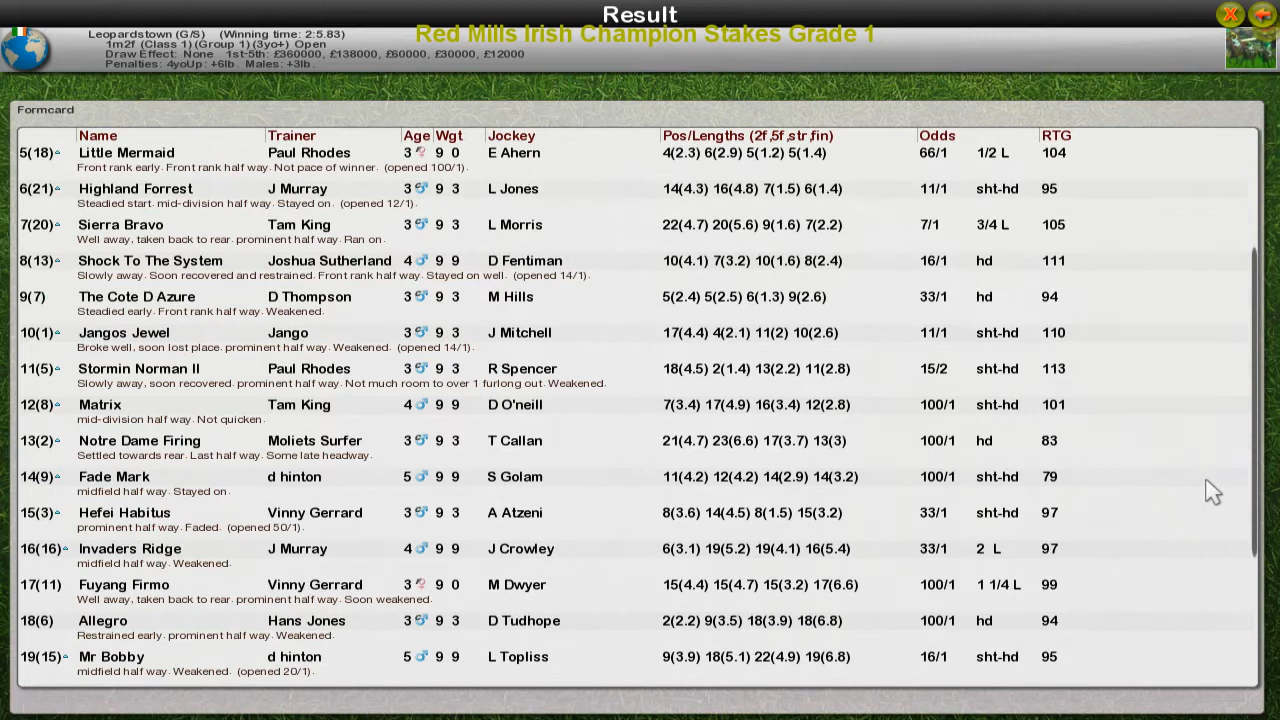 Result
Red Mills Irish Champion Stakes Grade 1
Leopardstown (G/S) (Winning time: 2:5.83)
1m2f (Class 1) (Group 1) (3yo+) Open
Draw Effect: None 1st-5th: £360000, £138000, £60000, £30000, £12000
Penalties: 4yoUp: +6lb. Males: +3lb.
Formcard
Name Trainer Age Wgt Jockey Pos/Lengths (2f,5f,str,fin) Odds RTG
5(18) Little Mermaid Paul Rhodes 3 9 0 E Ahern 4(2.3) 6(2.9) 5(1.2) 5(1.4) 66/1 1/2 L 104
Front rank early. Front rank half way. Not pace of winner. (opened 100/1).
6(21) Highland Forrest J Murray 3 9 3 L Jones 14(4.3) 16(4.8) 7(1.5) 6(1.4) 11/1 sht-hd 95
Steadied start. mid-division half way. Stayed on. (opened 12/1).
7(20) Sierra Bravo Tam King 3 9 3 L Morris 22(4.7) 20(5.6) 9(1.6) 7(2.2) 7/1 3/4 L 105
Well away, taken back to rear. prominent half way. Ran on.
8(13) Shock To The System Joshua Sutherland 4 9 9 D Fentiman 10(4.1) 7(3.2) 10(1.6) 8(2.4) 16/1 hd 111
Slowly away. Soon recovered and restrained. Front rank half way. Stayed on well. (opened 14/1).
9(7) The Cote D Azure D Thompson 3 9 3 M Hills 5(2.4) 5(2.5) 6(1.3) 9(2.6) 33/1 hd 94
Steadied early. Front rank half way. Weakened.
10(1) Jangos Jewel Jango 3 9 3 J Mitchell 17(4.4) 4(2.1) 11(2) 10(2.6) 11/1 sht-hd 110
Broke well, soon lost place. prominent half way. Weakened. (opened 14/1).
11(5) Stormin Norman II Paul Rhodes 3 9 3 R Spencer 18(4.5) 2(1.4) 13(2.2) 11(2.8) 15/2 sht-hd 113
Slowly away, soon recovered. prominent half way. Not much room to over 1 furlong out. Weakened.
12(8) Matrix Tam King 4 9 9 D O'neill 7(3.4) 17(4.9) 16(3.4) 12(2.8) 100/1 sht-hd 101
mid-division half way. Not quicken.
13(2) Notre Dame Firing Moliets Surfer 3 9 3 T Callan 21(4.7) 23(6.6) 17(3.7) 13(3) 100/1 hd 83
Settled towards rear. Last half way. Some late headway.
14(9) Fade Mark d hinton 5 9 9 S Golam 11(4.2) 12(4.2) 14(2.9) 14(3.2) 100/1 sht-hd 79
midfield half way. Stayed on.
15(3) Hefei Habitus Vinny Gerrard 3 9 3 A Atzeni 8(3.6) 14(4.5) 8(1.5) 15(3.2) 33/1 sht-hd 97
prominent half way. Faded. (opened 50/1).
16(16) Invaders Ridge J Murray 4 9 9 J Crowley 6(3.1) 19(5.2) 19(4.1) 16(5.4) 33/1 2 L 97
midfield half way. Weakened.
17(11) Fuyang Firmo Vinny Gerrard 3 9 0 M Dwyer 15(4.4) 15(4.7) 15(3.2) 17(6.6) 100/1 1 1/4 L 99
Well away, taken back to rear. prominent half way. Soon weakened.
18(6) Allegro Hans Jones 3 9 3 D Tudhope 2(2.2) 9(3.5) 18(3.9) 18(6.8) 100/1 hd 94
Restrained early. prominent half way. Weakened.
19(15) Mr Bobby d hinton 5 9 9 L Topliss 9(3.9) 18(5.1) 22(4.9) 19(6.8) 16/1 sht-hd 95
midfield half way. Weakened. (opened 20/1).